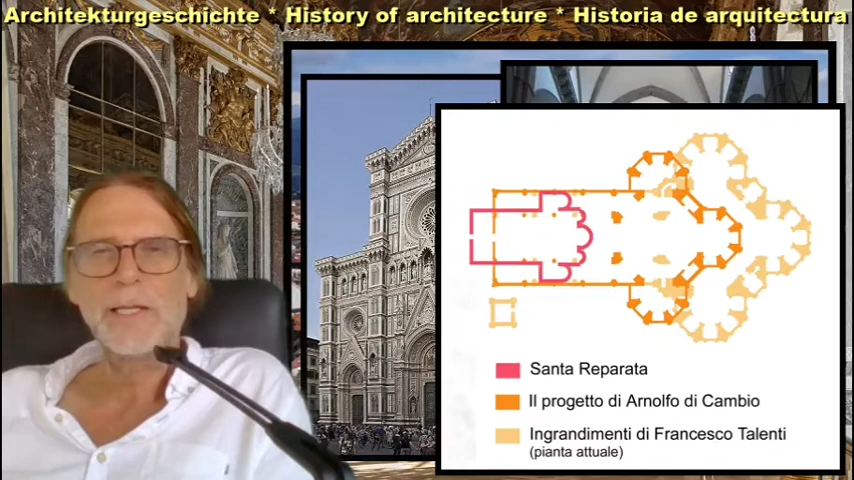 Architekturgeschichte * History of architecture * Historia de arquitectura
Santa Reparata
Il progetto di Arnolfo di Cambio
Ingrandimenti di Francesco Talenti
(pianta attuale)